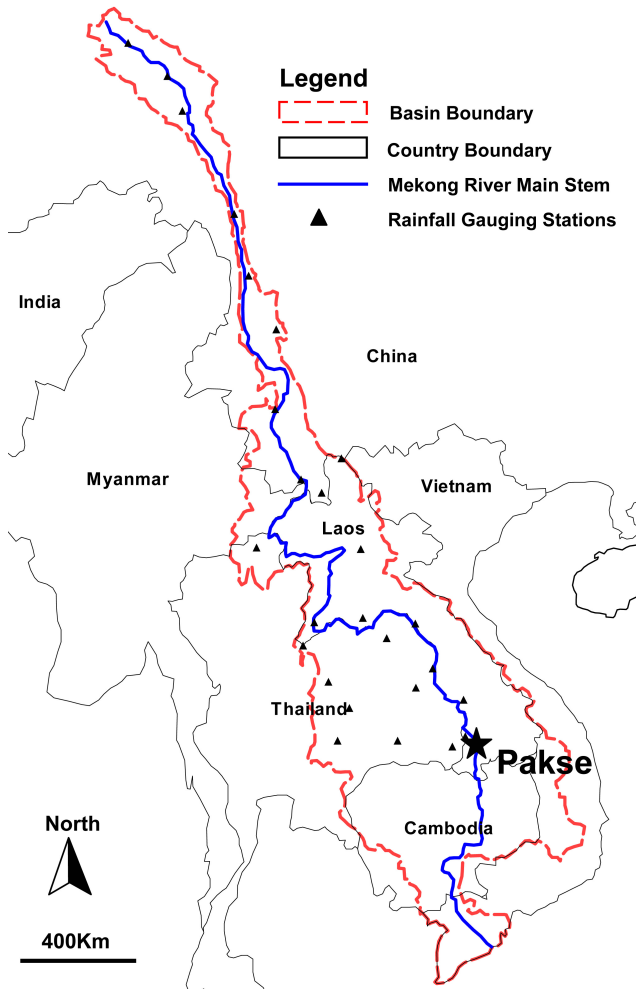 Legend
Basin Boundary
Country Boundary
Mekong River Main Stem
Rainfall Gauging Stations
India
China
Myanmar
Vietnam
Laos
Thailand
Pakse
Cambodia
North
400Km